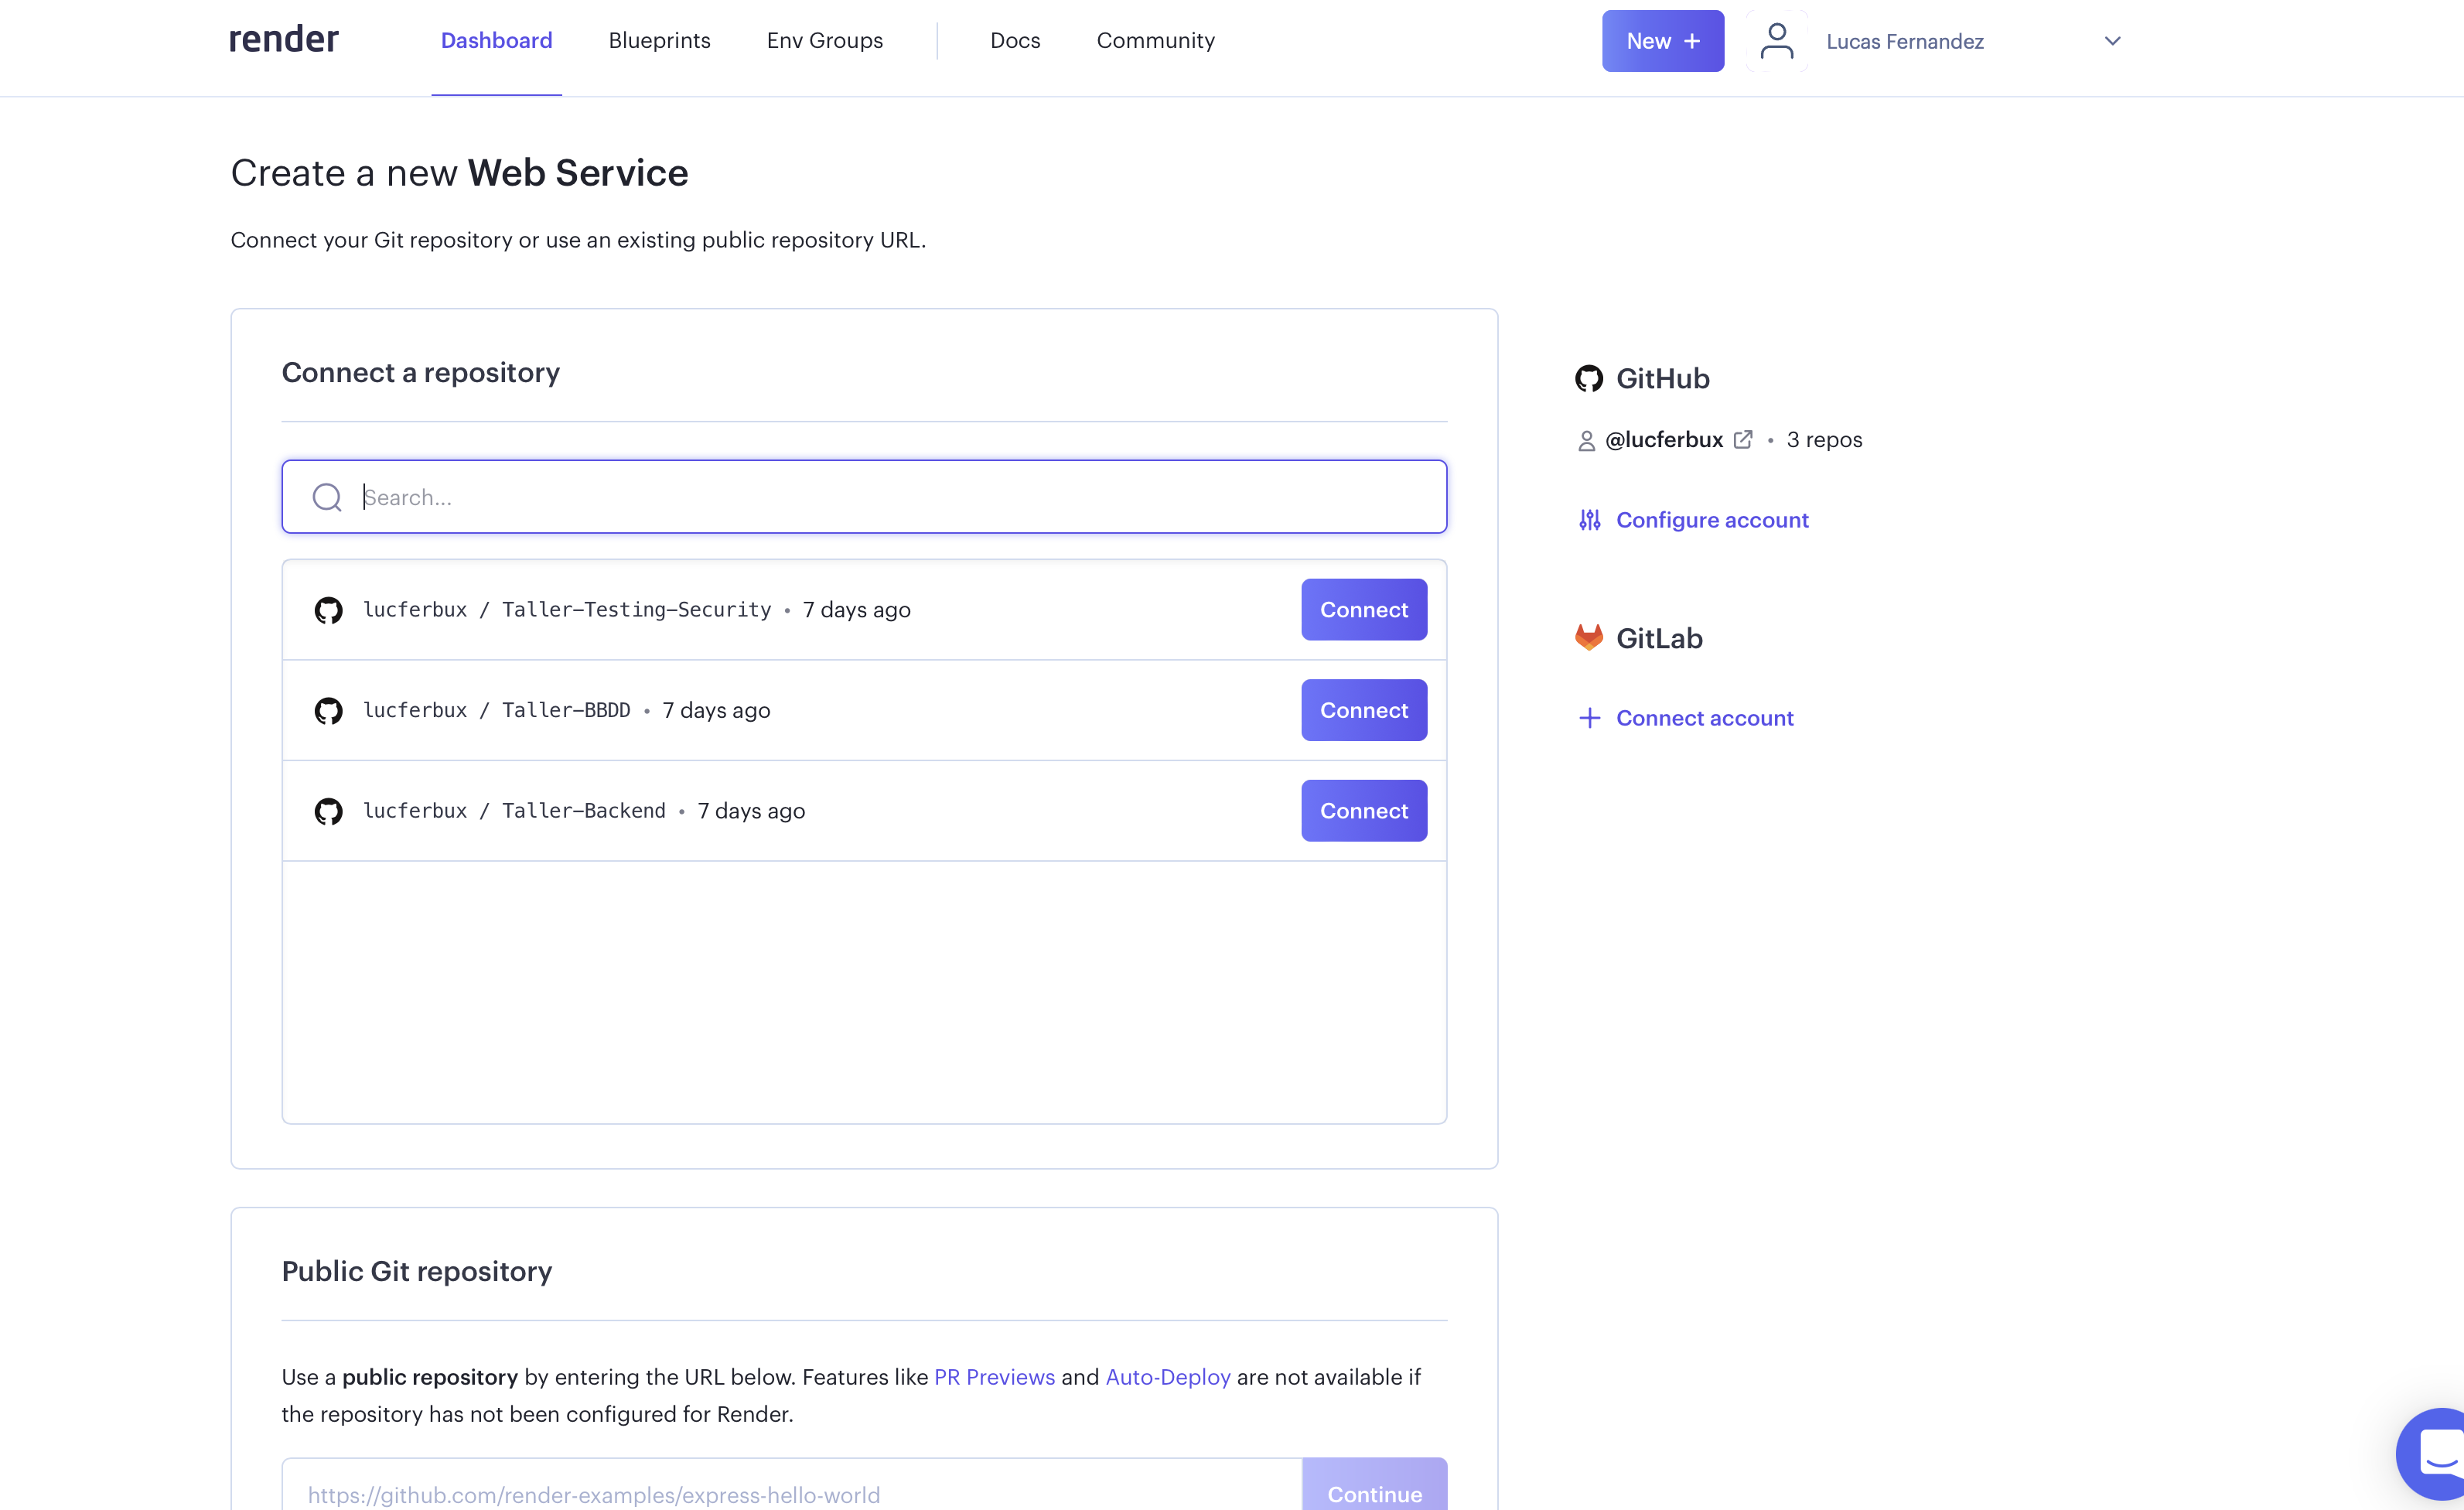 render Dashboard Blueprints Env Groups Docs Community New + Lucas Fernandez
Create a new Web Service
Connect your Git repository or use an existing public repository URL.
Connect a repository
Search...
lucferbux / Taller-Testing-Security • 7 days ago Connect
lucferbux / Taller-BBDD • 7 days ago Connect
lucferbux / Taller-Backend • 7 days ago Connect
GitHub
@lucferbux • 3 repos
Configure account
GitLab
Connect account
Public Git repository
Use a public repository by entering the URL below. Features like PR Previews and Auto-Deploy are not available if
the repository has not been configured for Render.
https://github.com/render-examples/express-hello-world Continue